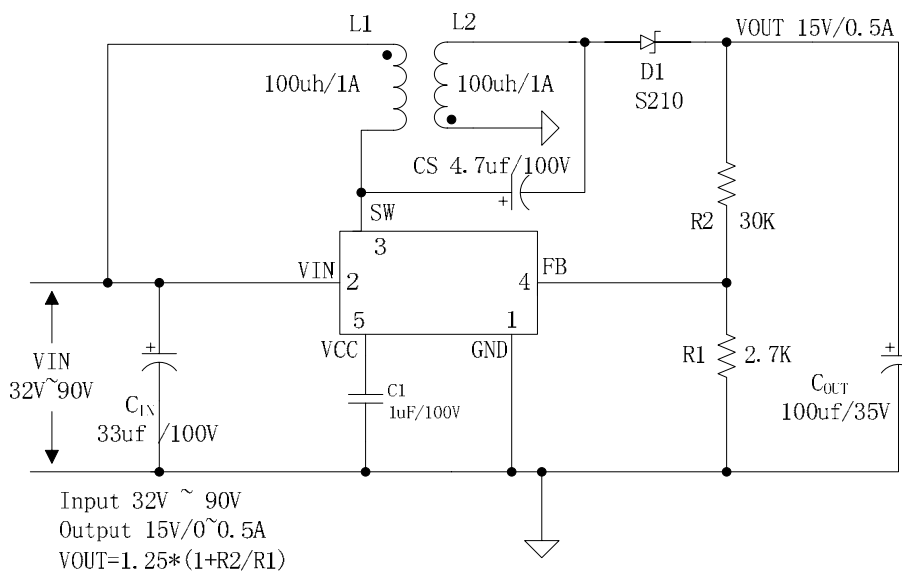 L1
L2
VOUT 15V/0.5A
100uh/1A
100uh/1A
D1
S210
CS 4.7uf/100V
+
SW
3
R2
30K
VIN
2
4
FB
5
1
VCC
GND
+
VIN
32V~90V
R1
2.7K
+
C1
1uF/100V
COUT
100uf/35V
CIN
33uf /100V
Input 32V ~ 90V
Output 15V/0~0.5A
VOUT=1.25*(1+R2/R1)